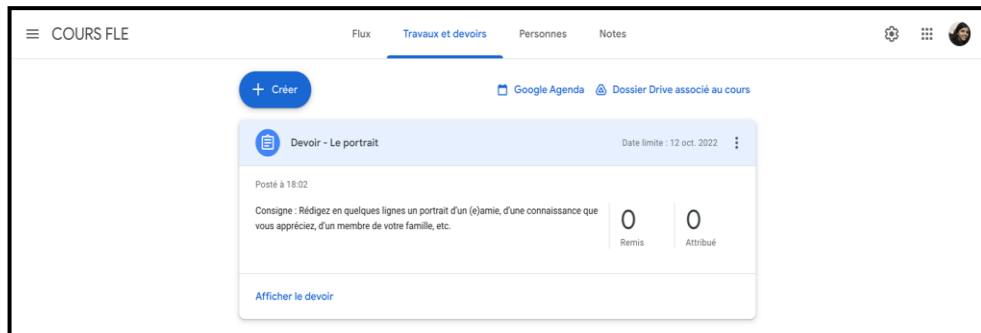 COURS FLE
Flux Travaux et devoirs Personnes Notes
+ Créer
Google Agenda Dossier Drive associé au cours
Devoir - Le portrait
Date limite : 12 oct. 2022
Posté à 18:02
Consigne : Rédigez en quelques lignes un portrait d'un (e)amie, d'une connaissance que
vous appréciez, d'un membre de votre famille, etc.
0 0
Remis Attribué
Afficher le devoir